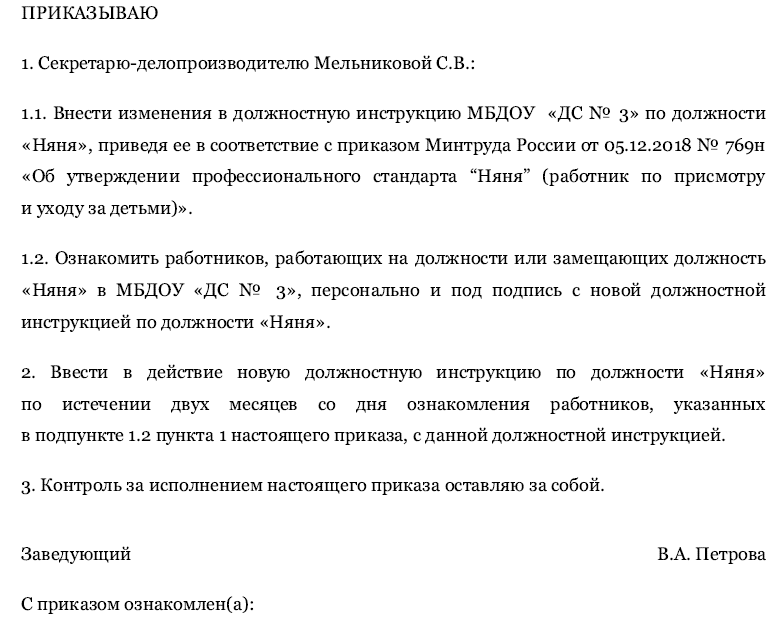 ПРИКАЗЫВАЮ
1. Секретарю-делопроизводителю Мельниковой С.В.:
1.1. Внести изменения в должностную инструкцию МБДОУ «ДС № 3» по должности
«Няня», приведя ее в соответствие с приказом Минтруда России от 05.12.2018 № 769н
«Об утверждении профессионального стандарта “Няня” (работник по присмотру
и уходу за детьми)».
1.2. Ознакомить работников, работающих на должности или замещающих должность
«Няня» в МБДОУ «ДС № 3», персонально и под подпись с новой должностной
инструкцией по должности «Няня».
2. Ввести в действие новую должностную инструкцию по должности «Няня»
по истечении двух месяцев со дня ознакомления работников, указанных
в подпункте 1.2 пункта 1 настоящего приказа, с данной должностной инструкцией.
3. Контроль за исполнением настоящего приказа оставляю за собой.
Заведующий В.А. Петрова
С приказом ознакомлен(а):